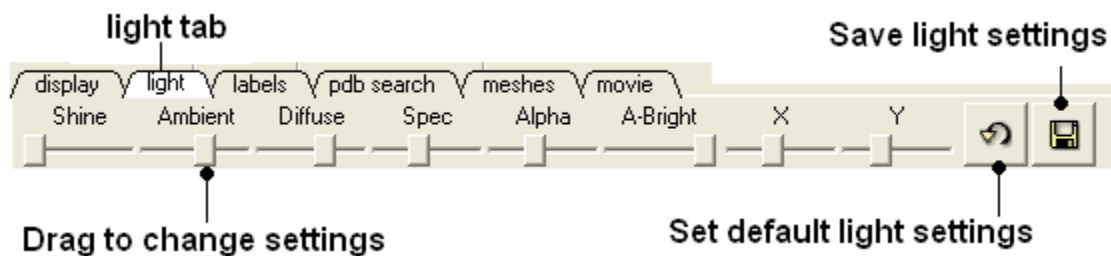 light tab
Save light settings
display light labels pdb search meshes movie
Shine Ambient Diffuse Spec Alpha A-Bright X Y
Drag to change settings
Set default light settings